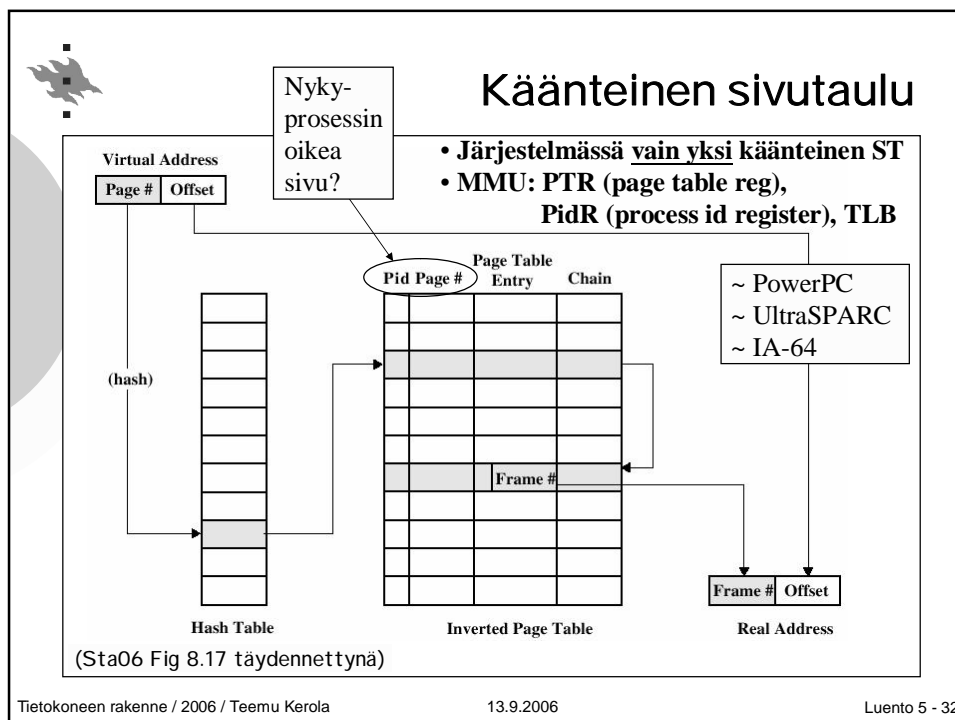 Käänteinen sivutaulu
Nyky-
prosessin
oikea
sivu?
• Järjestelmässä vain yksi käänteinen ST
• MMU: PTR (page table reg),
PidR (process id register), TLB
Virtual Address
Page # Offset
(hash)
Hash Table
Pid Page #
Page Table
Entry
Chain
Frame #
Inverted Page Table
~ PowerPC
~ UltraSPARC
~ IA-64
Frame # Offset
Real Address
(Sta06 Fig 8.17 täydennettynä)
Tietokoneen rakenne / 2006 / Teemu Kerola
13.9.2006
Luento 5 - 32